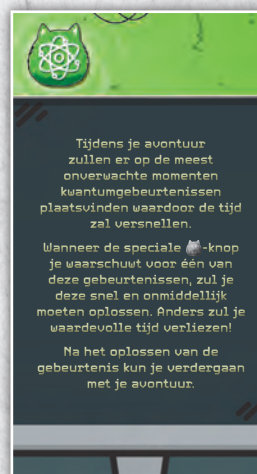 Tijdens je avontuur
zullen er op de meest
onverwachte momenten
kwantumgebeurtenissen
plaatsvinden waardoor de tijd
zal versnellen.
Wanneer de speciale -knop
je waarschuwt voor één van
deze gebeurtenissen, zul je
deze snel en onmiddellijk
moeten oplossen. Anders zul je
waardevolle tijd verliezen!
Na het oplossen van de
gebeurtenis kun je verdergaan
met je avontuur.